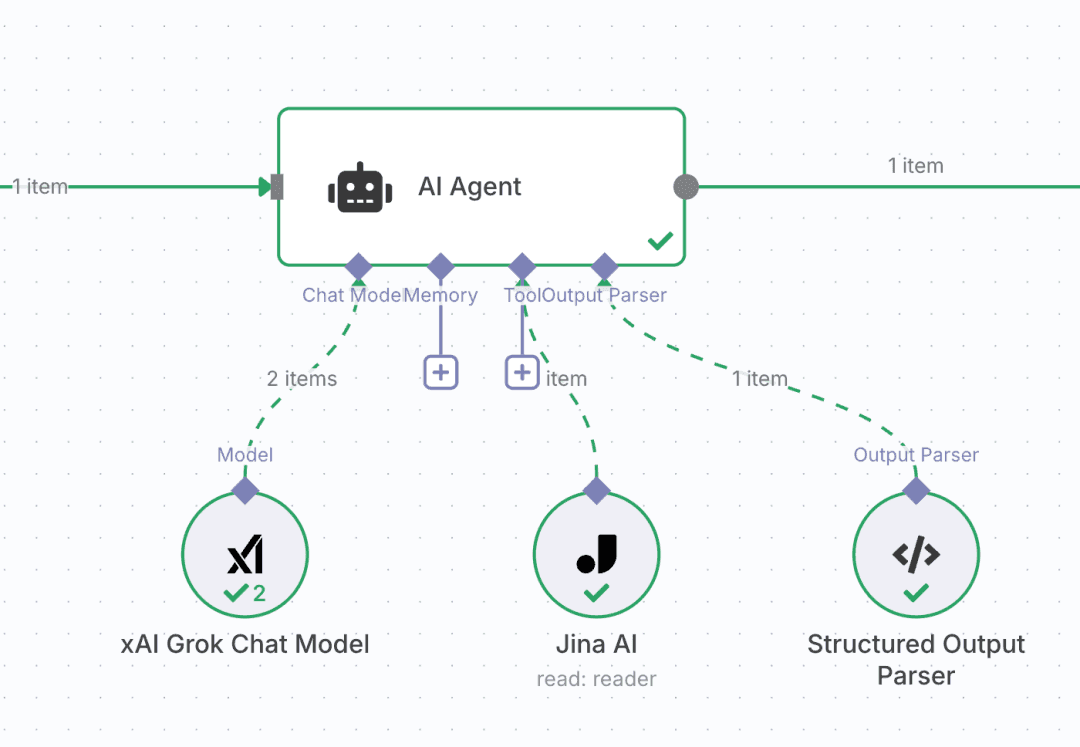 1 item
AI Agent
1 item
Chat Model
Memory
Tool
Output Parser
2 items
item
1 item
Model
Output Parser
xI
2
xAI Grok Chat Model
Jina AI
read: reader
</>
Structured Output
Parser